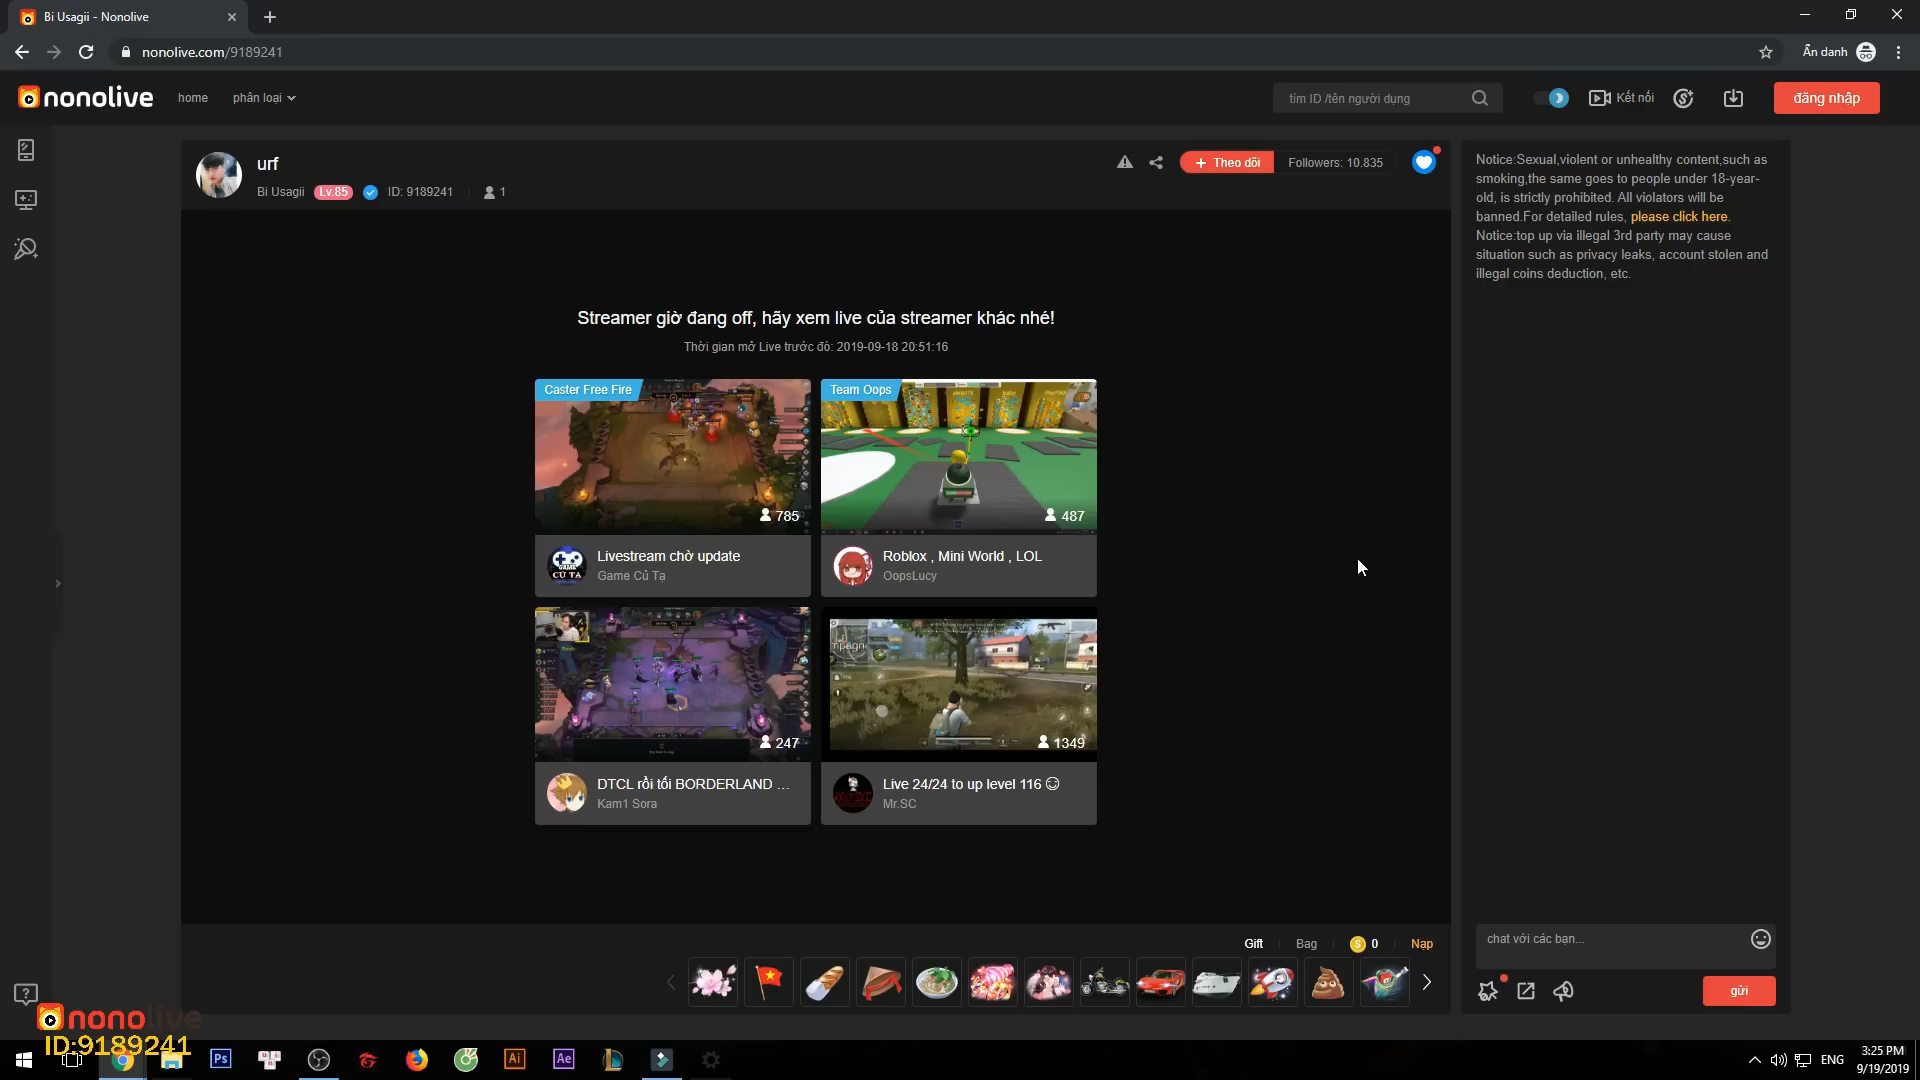 Bi Usagii - Nonolive
nonolive.com/9189241
Ẩn danh
nonolive
home
phân loại
tìm ID /tên người dụng
Kết nối
đăng nhập
urf
Bi Usagii
Lv.85
ID: 9189241
1
Theo dõi
Followers: 10.835
Notice:Sexual,violent or unhealthy content,such as
smoking,the same goes to people under 18-year-
old, is strictly prohibited. All violators will be
banned.For detailed rules, please click here.
Notice:top up via illegal 3rd party may cause
situation such as privacy leaks, account stolen and
illegal coins deduction, etc.
Streamer giờ đang off, hãy xem live của streamer khác nhé!
Thời gian mở Live trước đó: 2019-09-18 20:51:16
Caster Free Fire
785
Livestream chờ update
Game Củ Tạ
Team Oops
487
Roblox , Mini World , LOL
OopsLucy
247
DTCL rồi tối BORDERLAND ...
Kam1 Sora
1349
Live 24/24 to up level 116
Mr.SC
Gift
Bag
0
Nạp
chat với các bạn...
gửi
nonolive
ID:9189241
Ps
Ai
Ae
ENG
3:25 PM
9/19/2019